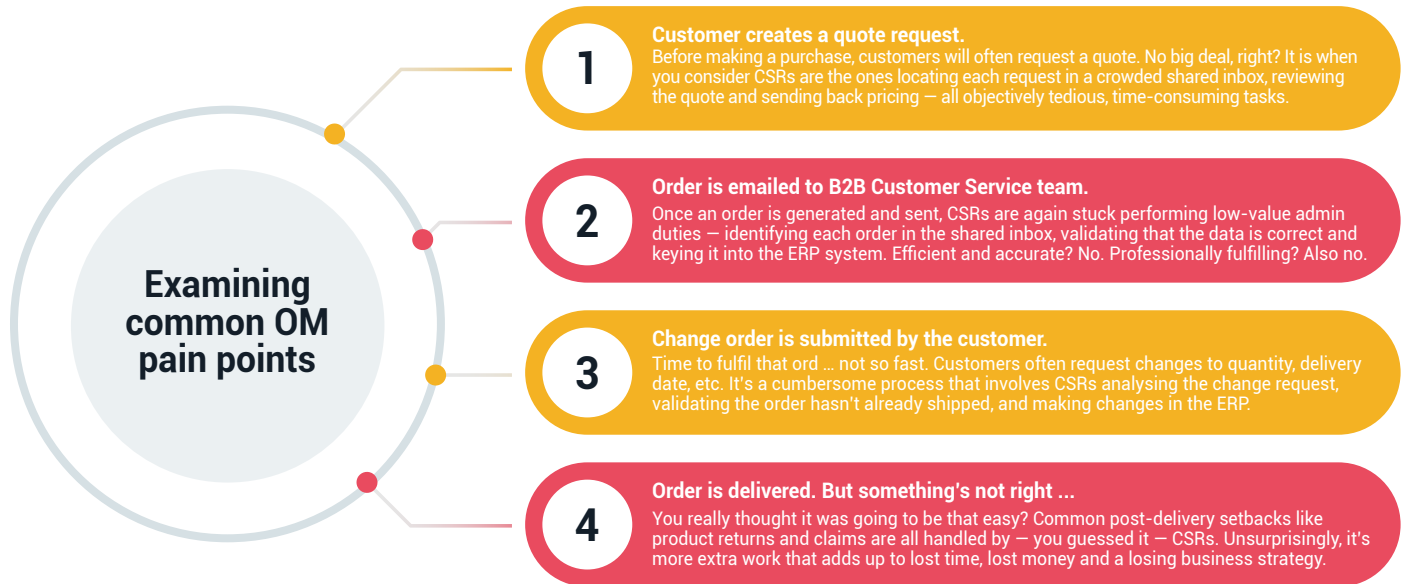 Examining
common OM
pain points
1
Customer creates a quote request.
Before making a purchase, customers will often request a quote. No big deal, right? It is when
you consider CSRs are the ones locating each request in a crowded shared inbox, reviewing
the quote and sending back pricing — all objectively tedious, time-consuming tasks.
2
Order is emailed to B2B Customer Service team.
Once an order is generated and sent, CSRs are again stuck performing low-value admin
duties — identifying each order in the shared inbox, validating that the data is correct and
keying it into the ERP system. Efficient and accurate? No. Professionally fulfilling? Also no.
3
Change order is submitted by the customer.
Time to fulfil that ord ... not so fast. Customers often request changes to quantity, delivery
date, etc. It's a cumbersome process that involves CSRs analysing the change request,
validating the order hasn't already shipped, and making changes in the ERP.
4
Order is delivered. But something's not right ...
You really thought it was going to be that easy? Common post-delivery setbacks like
product returns and claims are all handled by — you guessed it — CSRs. Unsurprisingly, it's
more extra work that adds up to lost time, lost money and a losing business strategy.